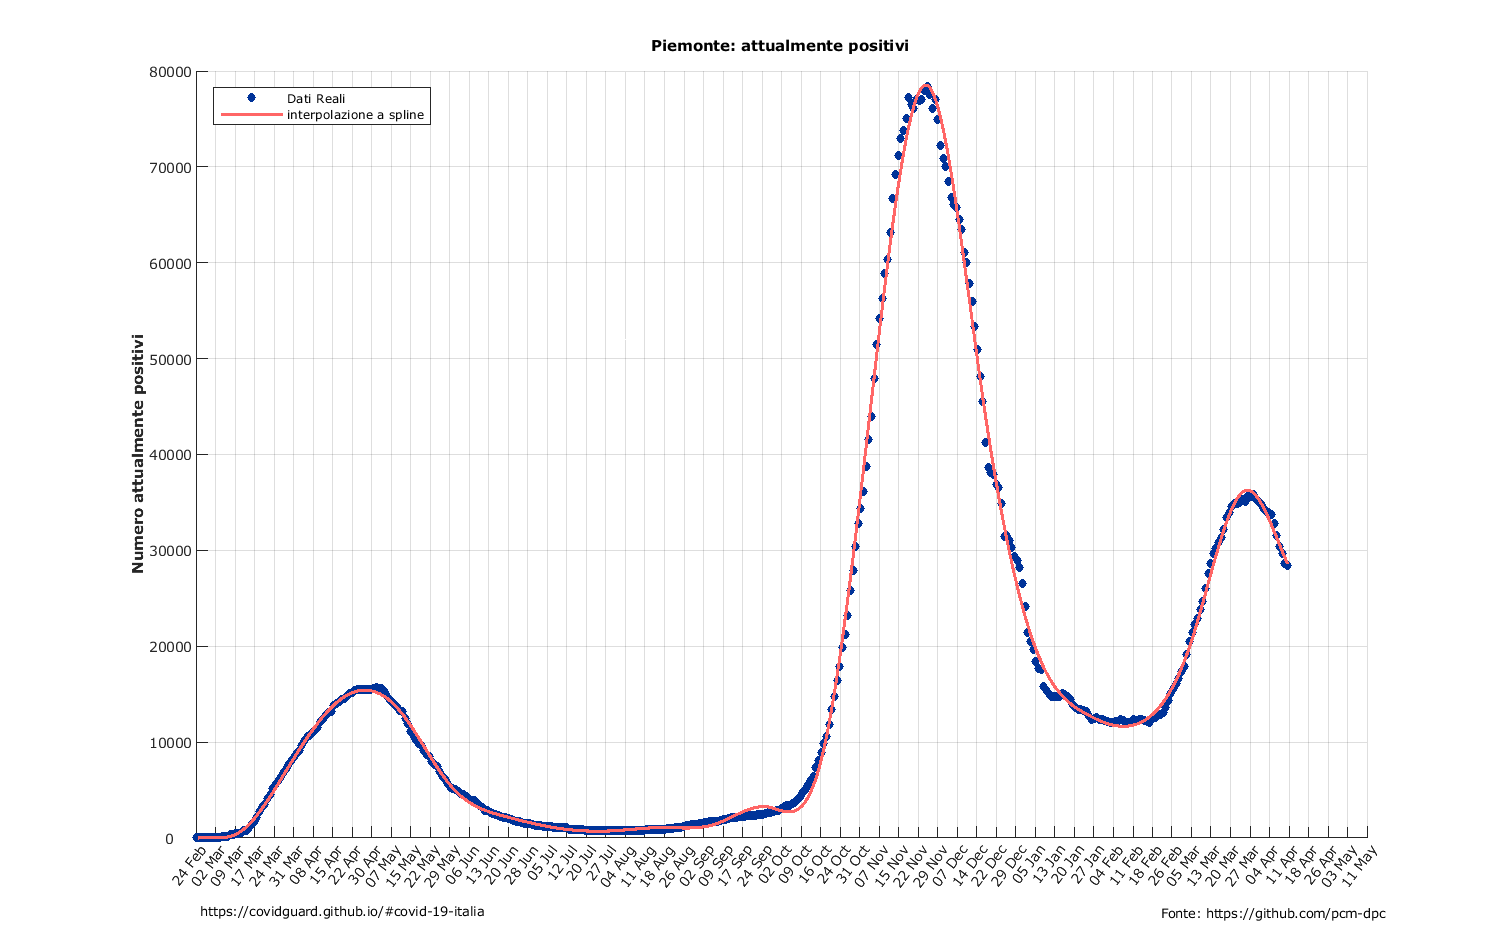 Piemonte: attualmente positivi
80000
70000
60000
50000
40000
30000
20000
10000
0
Numero attualmente positivi
Dati Reali
interpolazione a spline
24 Feb
02 Mar
09 Mar
17 Mar
24 Mar
31 Mar
08 Apr
15 Apr
22 Apr
30 Apr
07 May
15 May
22 May
29 May
06 Jun
13 Jun
20 Jun
28 Jun
05 Jul
12 Jul
20 Jul
27 Jul
04 Aug
11 Aug
18 Aug
26 Aug
02 Sep
09 Sep
17 Sep
24 Sep
02 Oct
09 Oct
16 Oct
24 Oct
31 Oct
07 Nov
15 Nov
22 Nov
29 Nov
07 Dec
14 Dec
22 Dec
29 Dec
05 Jan
13 Jan
20 Jan
27 Jan
04 Feb
11 Feb
18 Feb
26 Feb
05 Mar
13 Mar
20 Mar
27 Mar
04 Apr
11 Apr
18 Apr
26 Apr
03 May
11 May
https://covidguard.github.io/#covid-19-italia
Fonte: https://github.com/pcm-dpc